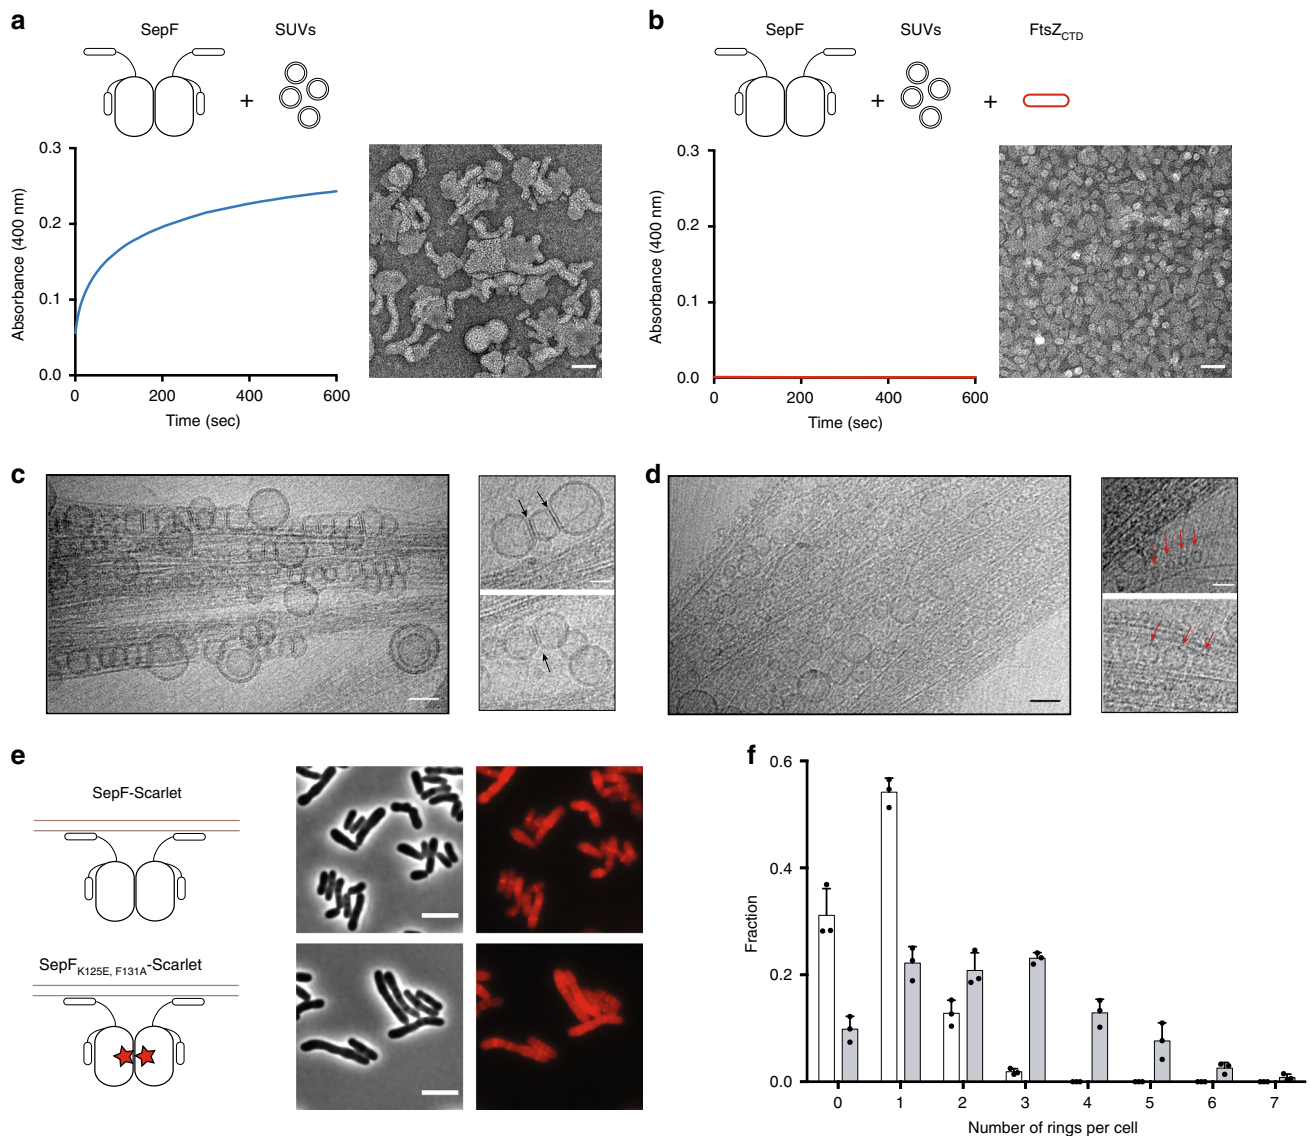 a
SepF SUVs
+
0.3
0.2
0.1
0.0
Absorbance (400 nm)
0 200 400 600
Time (sec)
b
SepF SUVs FtsZCTD
+ +
0.3
0.2
0.1
0.0
Absorbance (400 nm)
0 200 400 600
Time (sec)
c
d
e
SepF-Scarlet
SepFK125E, F131A-Scarlet
f
0.6
0.4
0.2
0.0
Fraction
0 1 2 3 4 5 6 7
Number of rings per cell